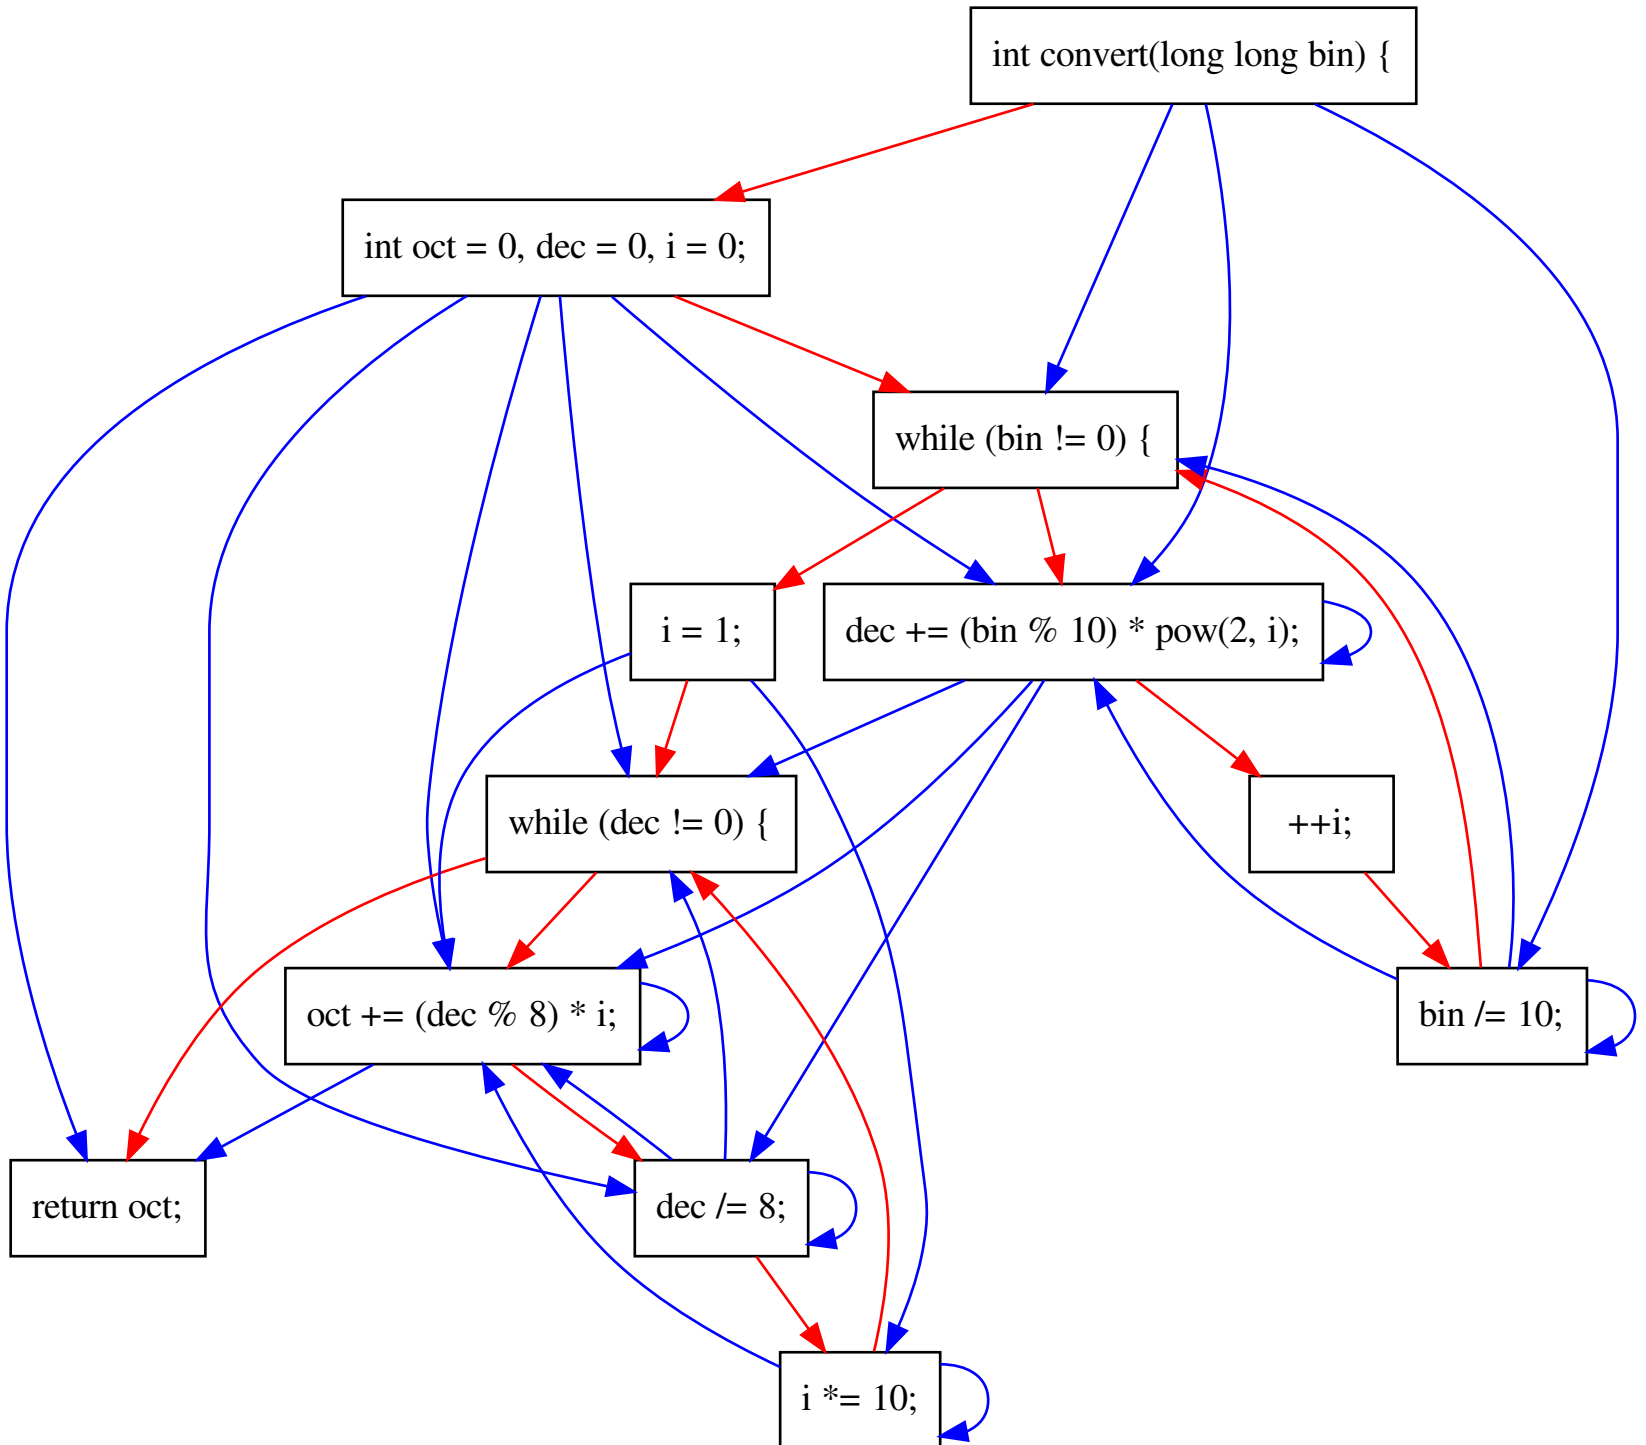 int convert(long long bin) {
int oct = 0, dec = 0, i = 0;
while (bin != 0) {
i = 1;
dec += (bin % 10) * pow(2, i);
while (dec != 0) {
++i;
oct += (dec % 8) * i;
bin /= 10;
return oct;
dec /= 8;
i *= 10;